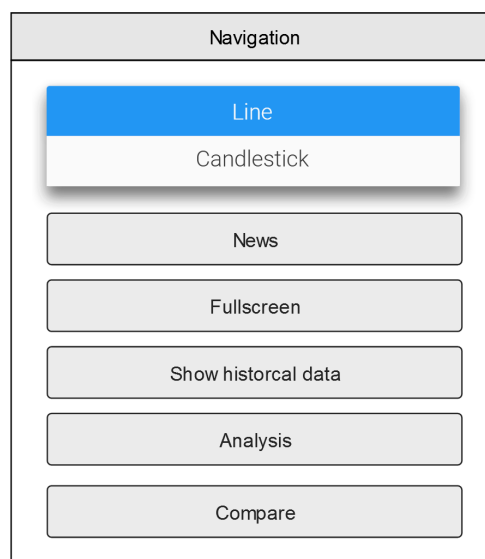 Navigation
Line
Candlestick
News
Fullscreen
Show historcal data
Analysis
Compare